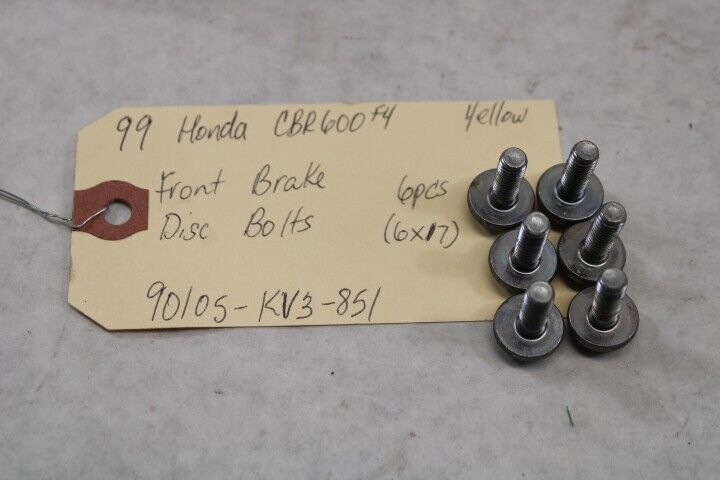 99 Honda CBR600F4 Yellow
Front Brake 6pcs
Disc Bolts (6x17)
90105-KV3-851